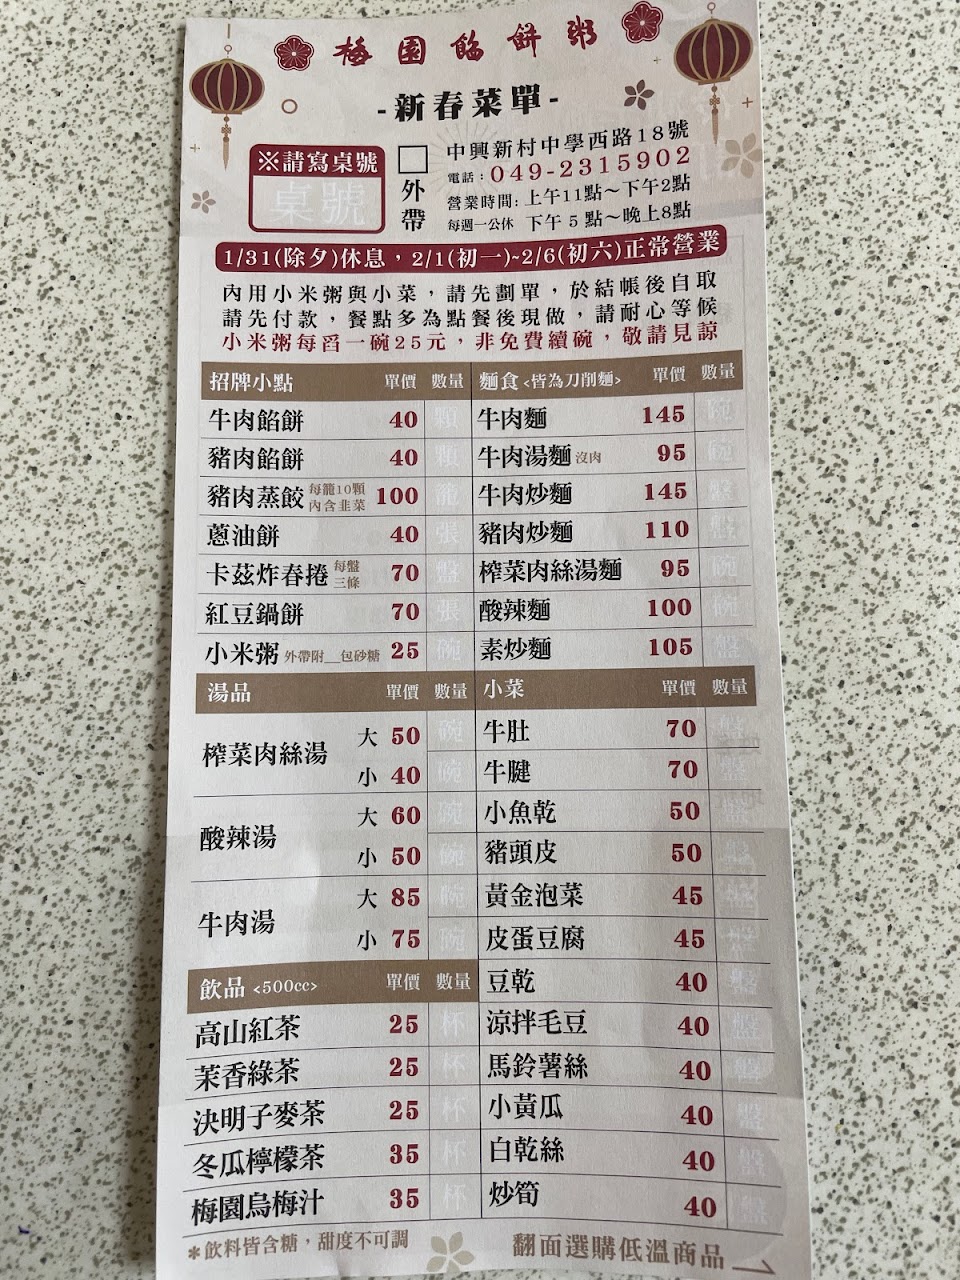 梅園餡餅粥
-新春菜單-
※請寫桌號
桌號
□外帶
中興新村中學西路18號
電話：049-2315902
營業時間：上午11點～下午2點
每週一公休 下午5點～晚上8點
1/31(除夕)休息，2/1(初一)~2/6(初六)正常營業
內用小米粥與小菜，請先劃單，於結帳後自取
請先付款，餐點多為點餐後現做，請耐心等候
小米粥每舀一碗25元，非免費續碗，敬請見諒
招牌小點 單價 數量
牛肉餡餅 40 顆
豬肉餡餅 40 顆
豬肉蒸餃 每籠10顆 內含韭菜 100 籠
蔥油餅 40 張
卡茲炸春捲 每盤三條 70 盤
紅豆鍋餅 70 張
小米粥 外帶附__包砂糖 25 碗
湯品 單價 數量
榨菜肉絲湯 大 50 碗
小 40 碗
酸辣湯 大 60 碗
小 50 碗
牛肉湯 大 85 碗
小 75 碗
飲品 <500cc> 單價 數量
高山紅茶 25 杯
茉香綠茶 25 杯
決明子麥茶 25 杯
冬瓜檸檬茶 35 杯
梅園烏梅汁 35 杯
＊飲料皆含糖，甜度不可調
麵食 <皆為刀削麵> 單價 數量
牛肉麵 145 碗
牛肉湯麵 沒肉 95 碗
牛肉炒麵 145 盤
豬肉炒麵 110 盤
榨菜肉絲湯麵 95 碗
酸辣麵 100 碗
素炒麵 105 盤
小菜 單價 數量
牛肚 70 盤
牛腱 70 盤
小魚乾 50 盤
豬頭皮 50 盤
黃金泡菜 45 盤
皮蛋豆腐 45 盤
豆乾 40 盤
涼拌毛豆 40 盤
馬鈴薯絲 40 盤
小黃瓜 40 盤
白乾絲 40 盤
炒筍 40 盤
翻面選購低溫商品